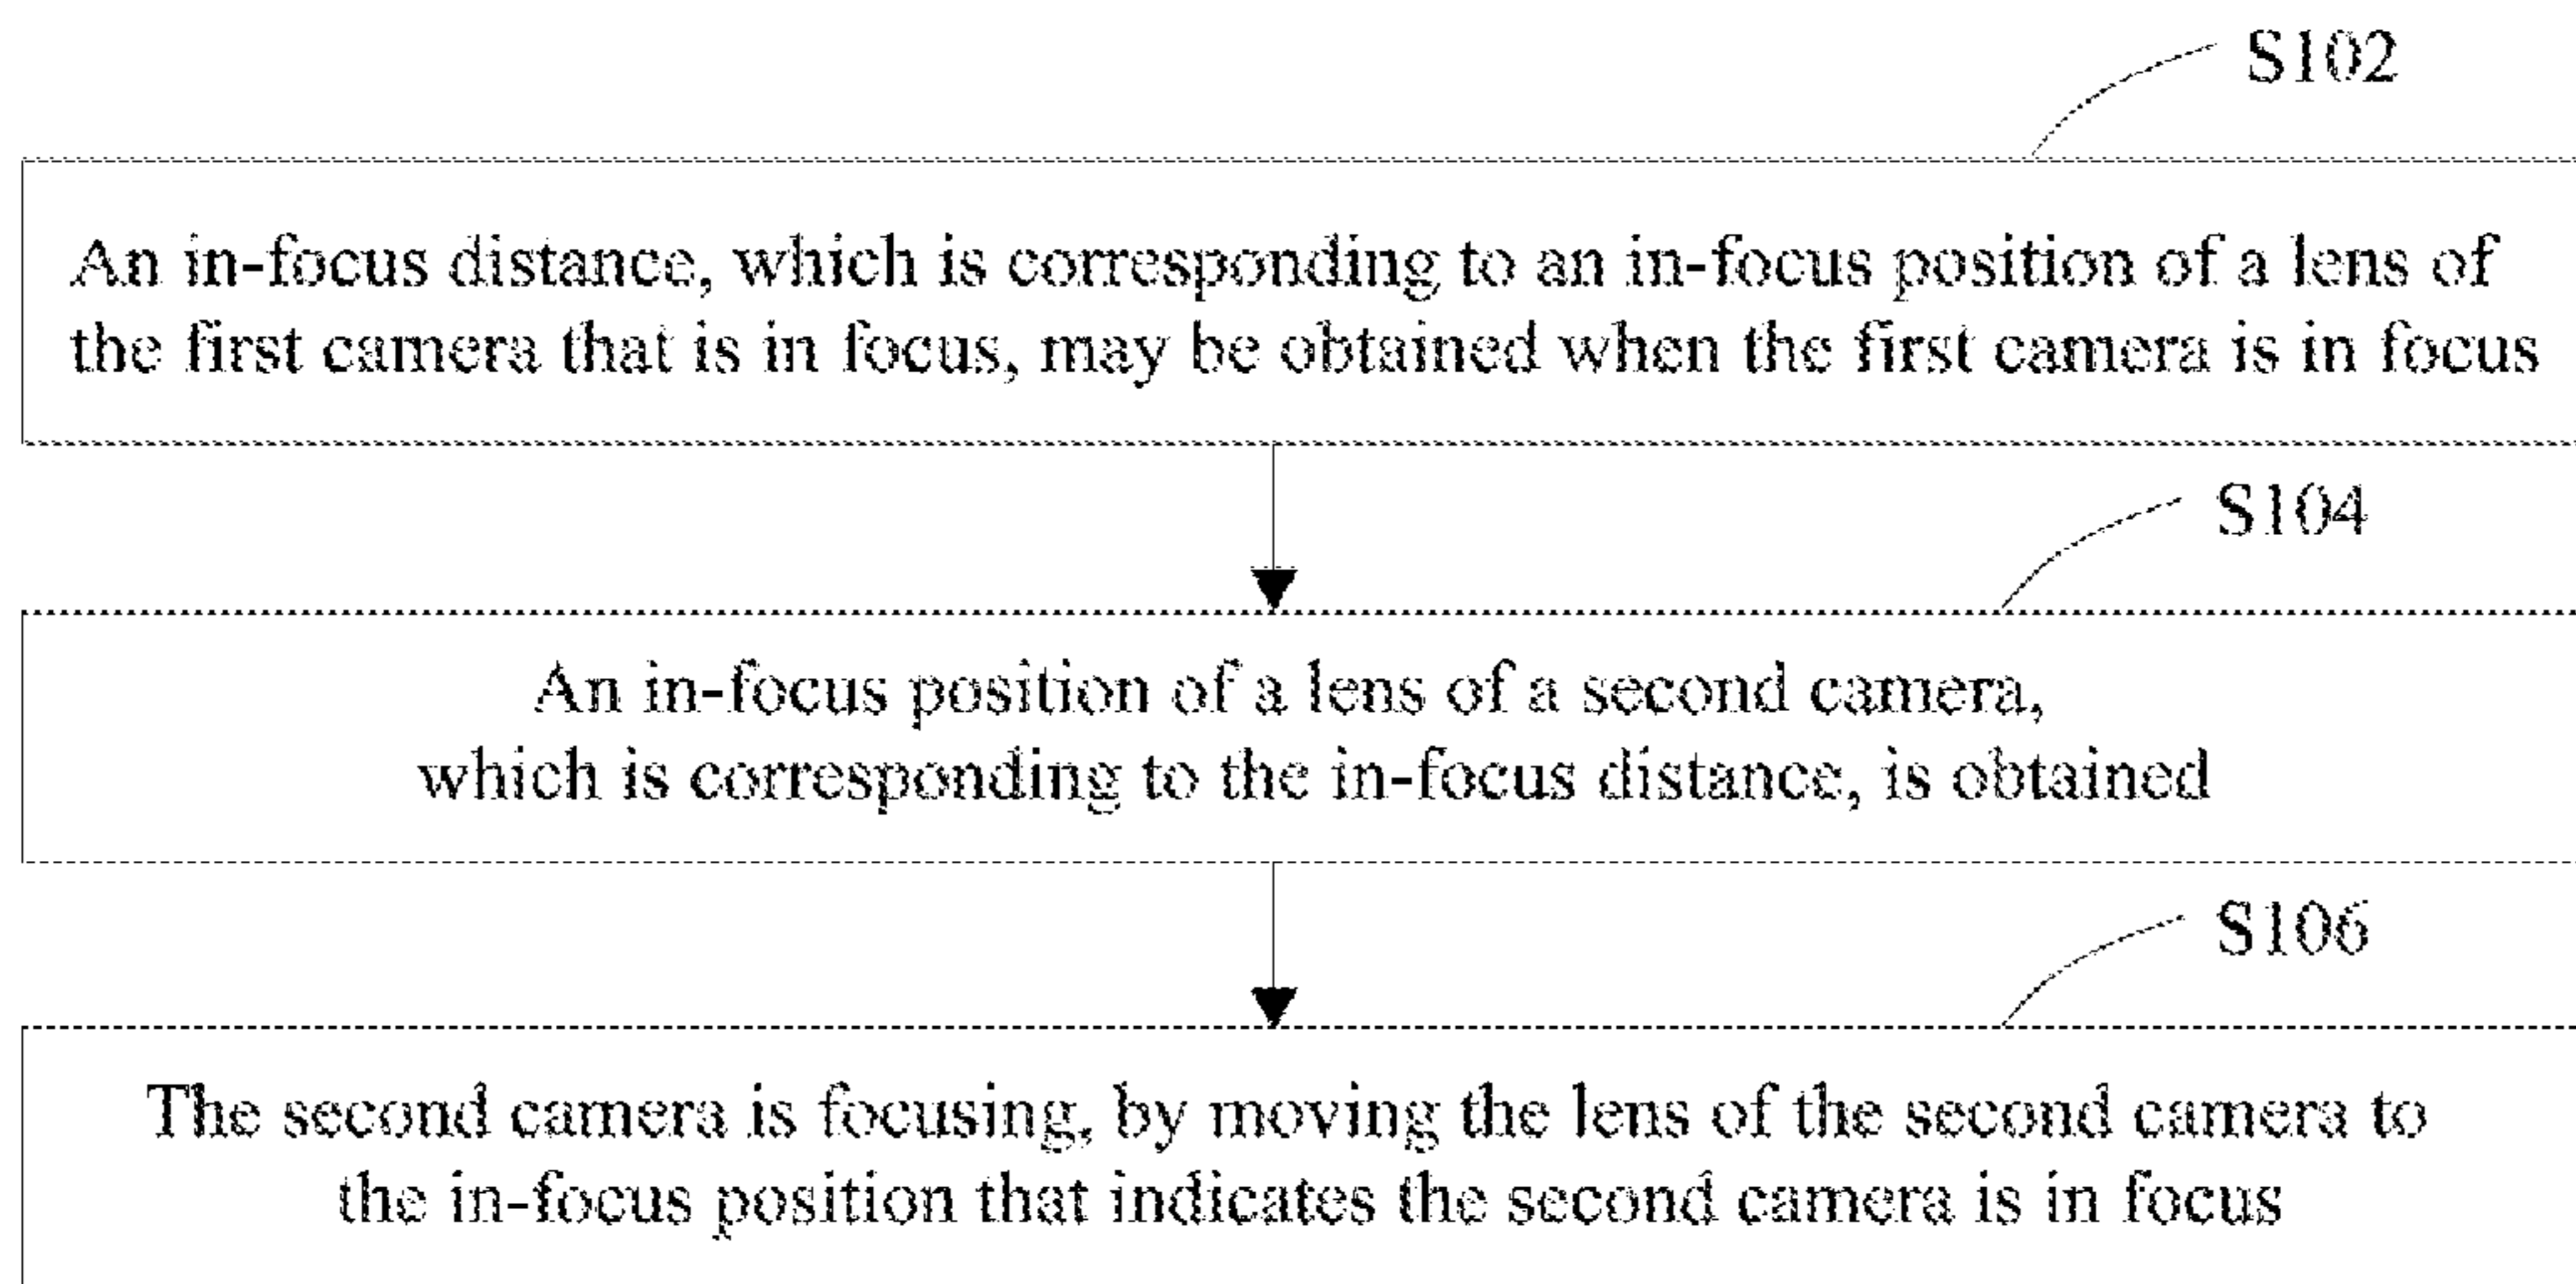 S102
An in-focus distance, which is corresponding to an in-focus position of a lens of
the first camera that is in focus, may be obtained when the first camera is in focus
S104
An in-focus position of a lens of a second camera,
which is corresponding to the in-focus distance, is obtained
S106
The second camera is focusing, by moving the lens of the second camera to
the in-focus position that indicates the second camera is in focus